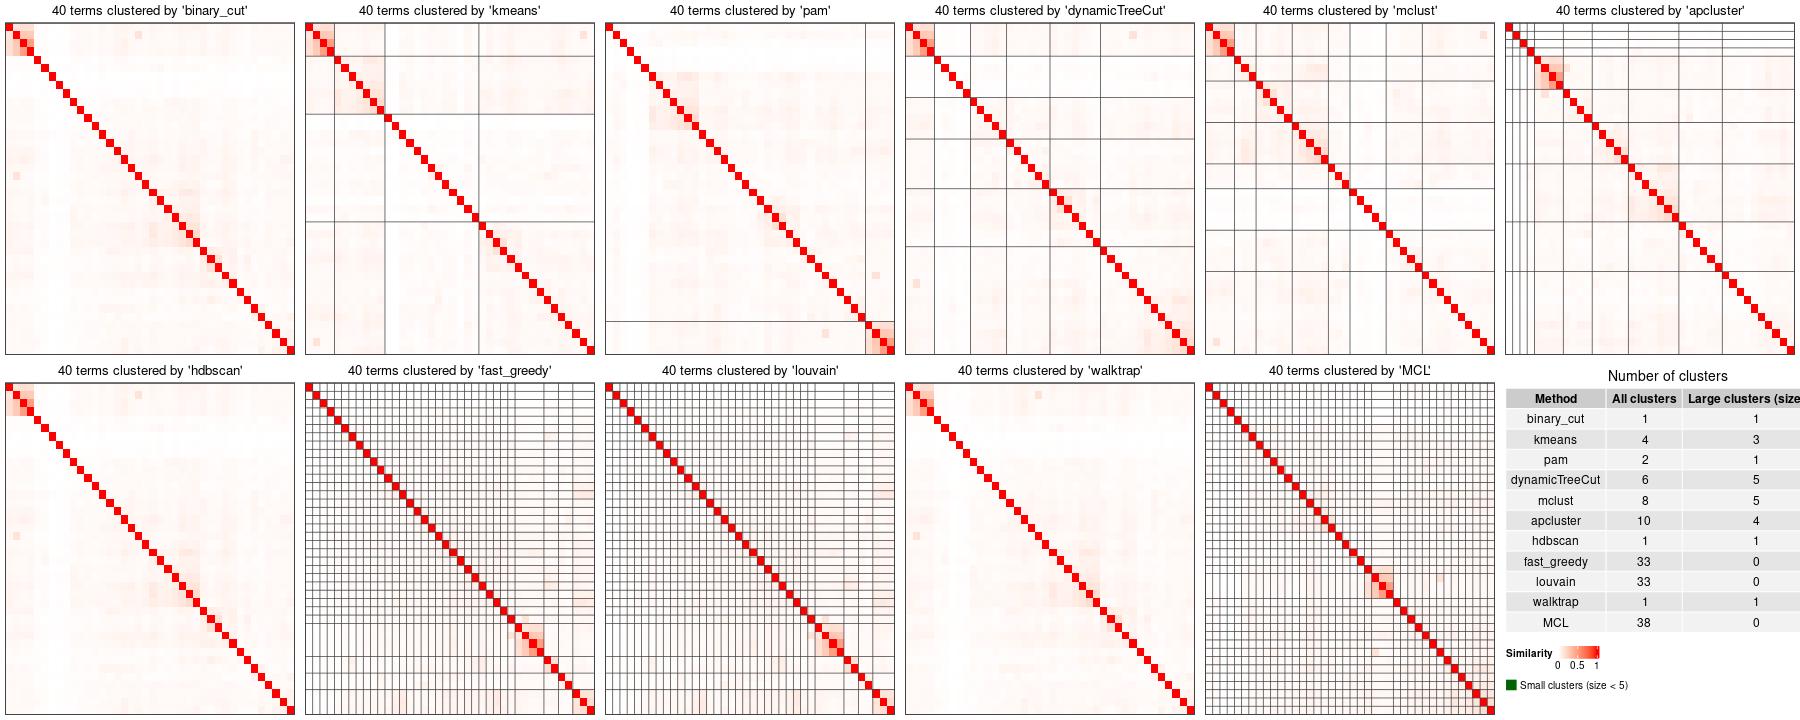 40 terms clustered by 'binary_cut'
40 terms clustered by 'kmeans'
40 terms clustered by 'pam'
40 terms clustered by 'dynamicTreeCut'
40 terms clustered by 'mclust'
40 terms clustered by 'apcluster'
40 terms clustered by 'hdbscan'
40 terms clustered by 'fast_greedy'
40 terms clustered by 'louvain'
40 terms clustered by 'walktrap'
40 terms clustered by 'MCL'
Number of clusters
Method All clusters Large clusters (size
binary_cut 1 1
kmeans 4 3
pam 2 1
dynamicTreeCut 6 5
mclust 8 5
apcluster 10 4
hdbscan 1 1
fast_greedy 33 0
louvain 33 0
walktrap 1 1
MCL 38 0
Similarity
0 0.5 1
Small clusters (size < 5)